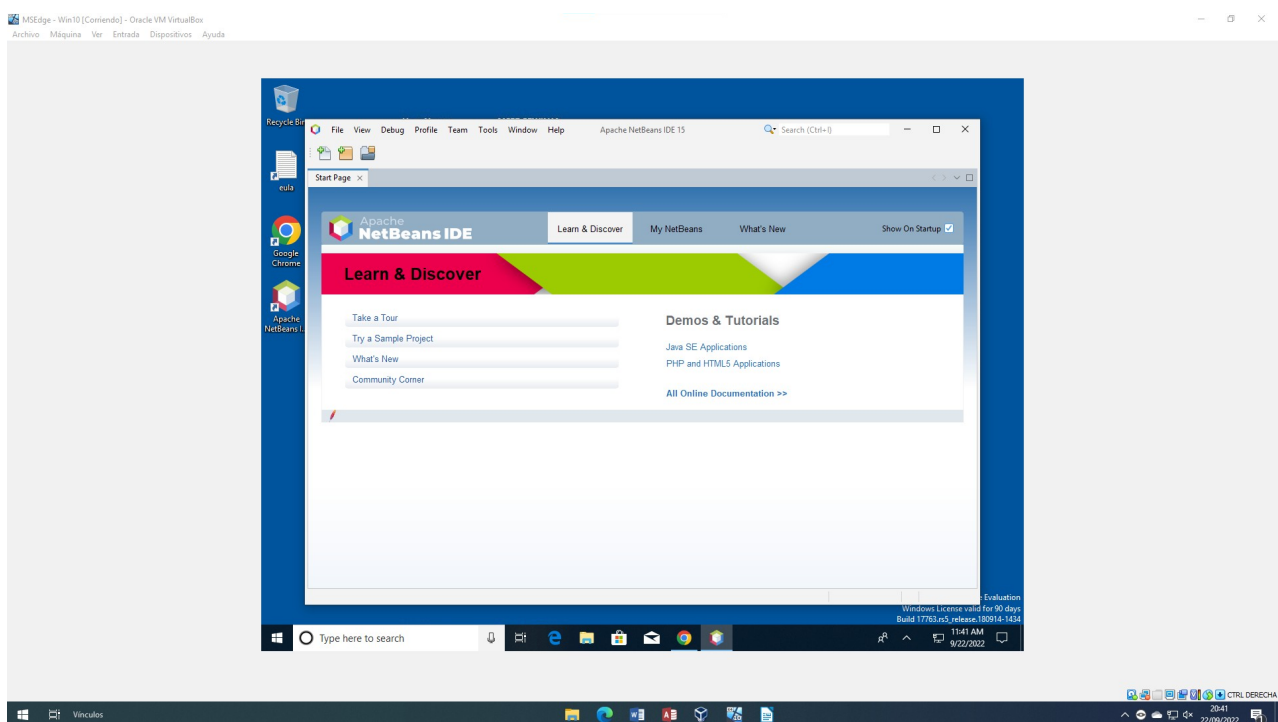 MSEdge - Win10 [Corriendo] - Oracle VM VirtualBox
Archivo Máquina Ver Entrada Dispositivos Ayuda
Recycle Bin
File View Debug Profile Team Tools Window Help Apache NetBeans IDE 15 Search (Ctrl+I)
Start Page
eula
Apache
NetBeans IDE
Learn & Discover My NetBeans What's New Show On Startup
Google
Chrome
Learn & Discover
Apache
NetBeans I...
Take a Tour
Try a Sample Project
What's New
Community Corner
Demos & Tutorials
Java SE Applications
PHP and HTML5 Applications
All Online Documentation >>
Evaluation
Windows License valid for 90 days
Build 17763.rs5_release.180914-1434
Type here to search
11:41 AM
9/22/2022
CTRL DERECHA
Vínculos
20:41
22/09/2022